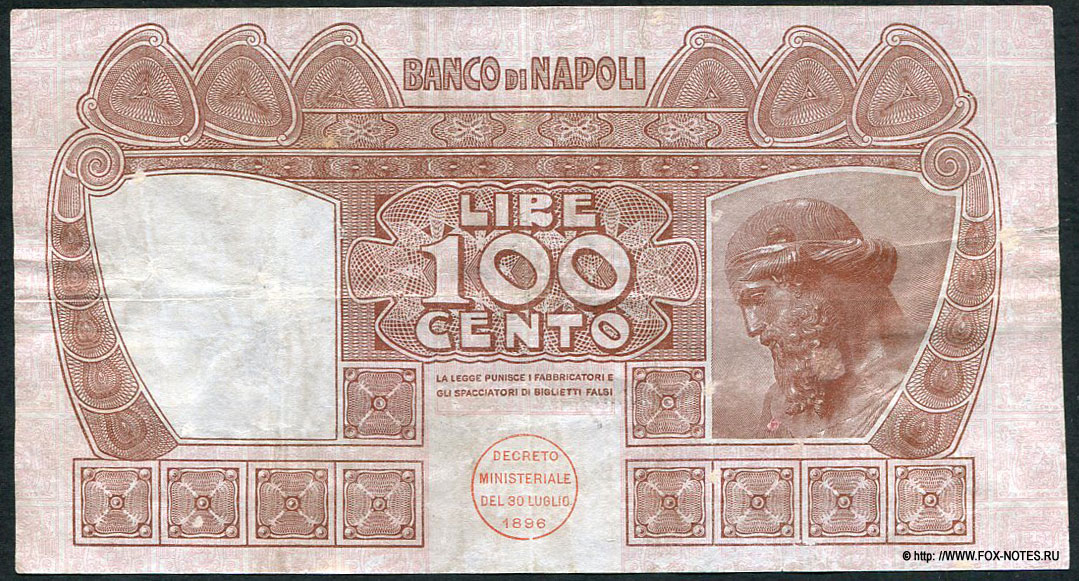 BANCO DI NAPOLI
LIRE
100
CENTO
LA LEGGE PUNISCE I FABBRICATORI E
GLI SPACCIATORI DI BIGLIETTI FALSI
DECRETO
MINISTERIALE
DEL 30 LUGLIO
1896
© http: //WWW.FOX-NOTES.RU